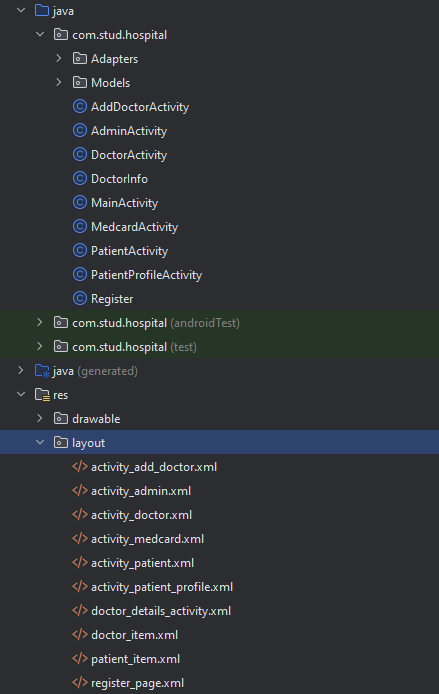 java
com.stud.hospital
Adapters
Models
AddDoctorActivity
AdminActivity
DoctorActivity
DoctorInfo
MainActivity
MedcardActivity
PatientActivity
PatientProfileActivity
Register
com.stud.hospital (androidTest)
com.stud.hospital (test)
java (generated)
res
drawable
layout
activity_add_doctor.xml
activity_admin.xml
activity_doctor.xml
activity_medcard.xml
activity_patient.xml
activity_patient_profile.xml
doctor_details_activity.xml
doctor_item.xml
patient_item.xml
register_page.xml